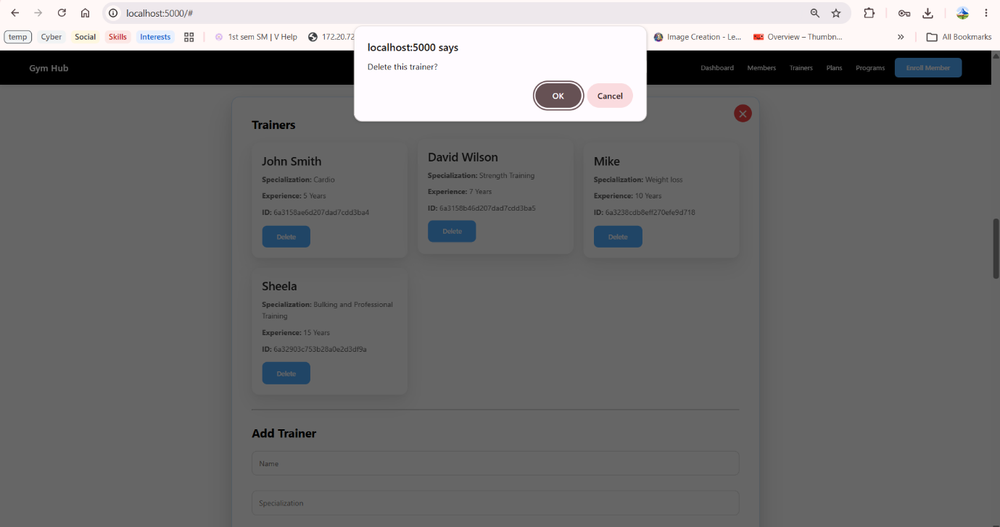 localhost:5000/#
temp Cyber Social Skills Interests 1st sem SM | V Help 172.20.72 Image Creation - Le... Overview – Thumbn... » All Bookmarks
localhost:5000 says
Delete this trainer?
OK Cancel
Gym Hub Dashboard Members Trainers Plans Programs Enroll Member
Trainers
John Smith
Specialization: Cardio
Experience: 5 Years
ID: 6a3158ae6d207dad7cdd3ba4
Delete
David Wilson
Specialization: Strength Training
Experience: 7 Years
ID: 6a3158b46d207dad7cdd3ba5
Delete
Mike
Specialization: Weight loss
Experience: 10 Years
ID: 6a3238cdb8eff270efe9d718
Delete
Sheela
Specialization: Bulking and Professional
Training
Experience: 15 Years
ID: 6a32903c753b28a0e2d3df9a
Delete
Add Trainer
Name
Specialization